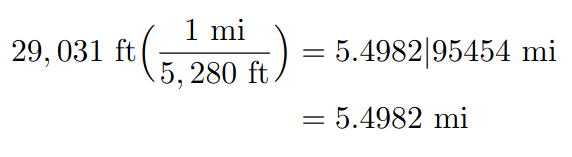 29,031 ft(1 mi/5,280 ft) = 5.4982|95454 mi
= 5.4982 mi